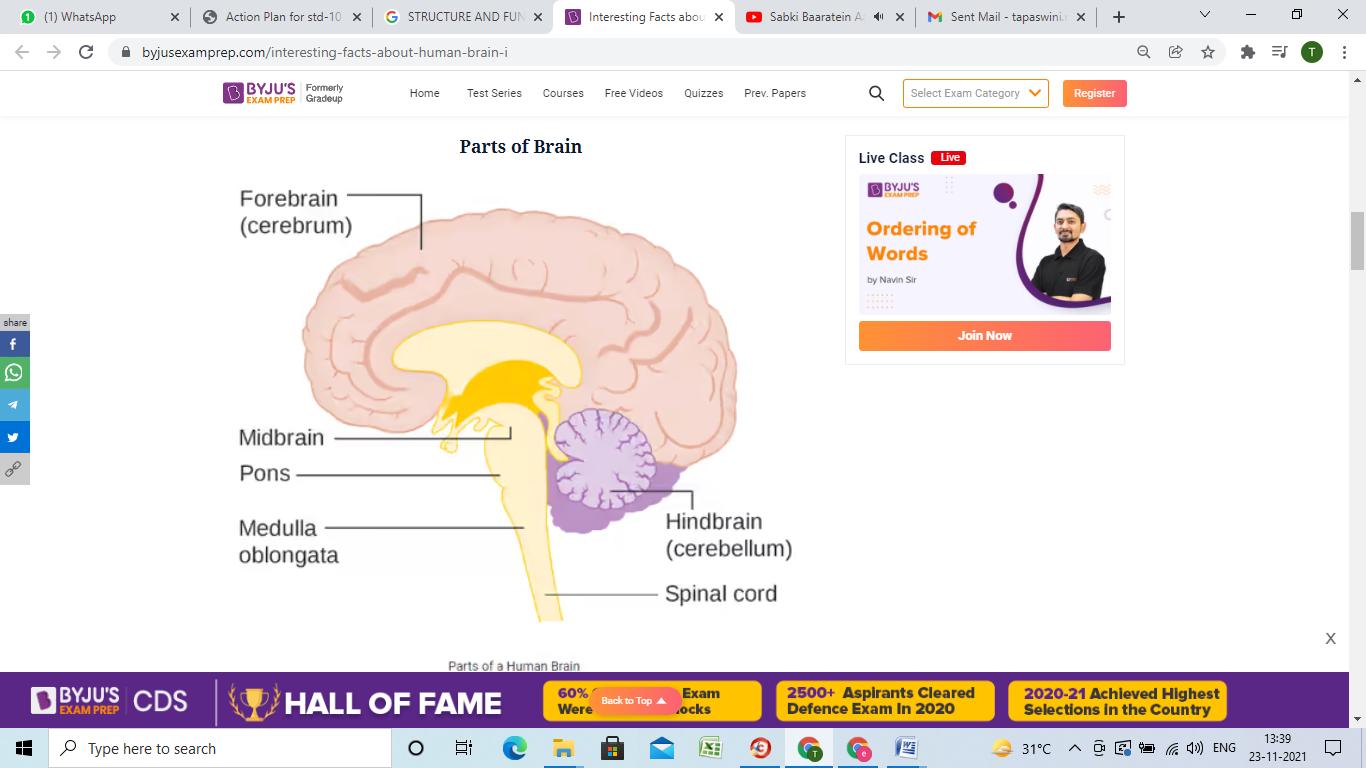 (1) WhatsApp
Action Plan for std-10
STRUCTURE AND FUN
Interesting Facts abou
Sabki Baaratein A
Sent Mail - tapaswini.r
byjusexamprep.com/interesting-facts-about-human-brain-i
T
BYJU'S
EXAM PREP
Formerly
Gradeup
Home
Test Series
Courses
Free Videos
Quizzes
Prev. Papers
Select Exam Category
Register
Parts of Brain
Forebrain
(cerebrum)
Midbrain
Pons
Medulla
oblongata
Hindbrain
(cerebellum)
Spinal cord
Parts of a Human Brain
Live Class
Live
BYJU'S
EXAM PREP
Ordering of
Words
by Navin Sir
Join Now
share
X
BYJU'S
EXAM PREP
CDS
HALL OF FAME
60% Exam
Were ocks
Back to Top
2500+ Aspirants Cleared
Defence Exam In 2020
2020-21 Achieved Highest
Selections in the Country
Type here to search
31°C
ENG
13:39
23-11-2021